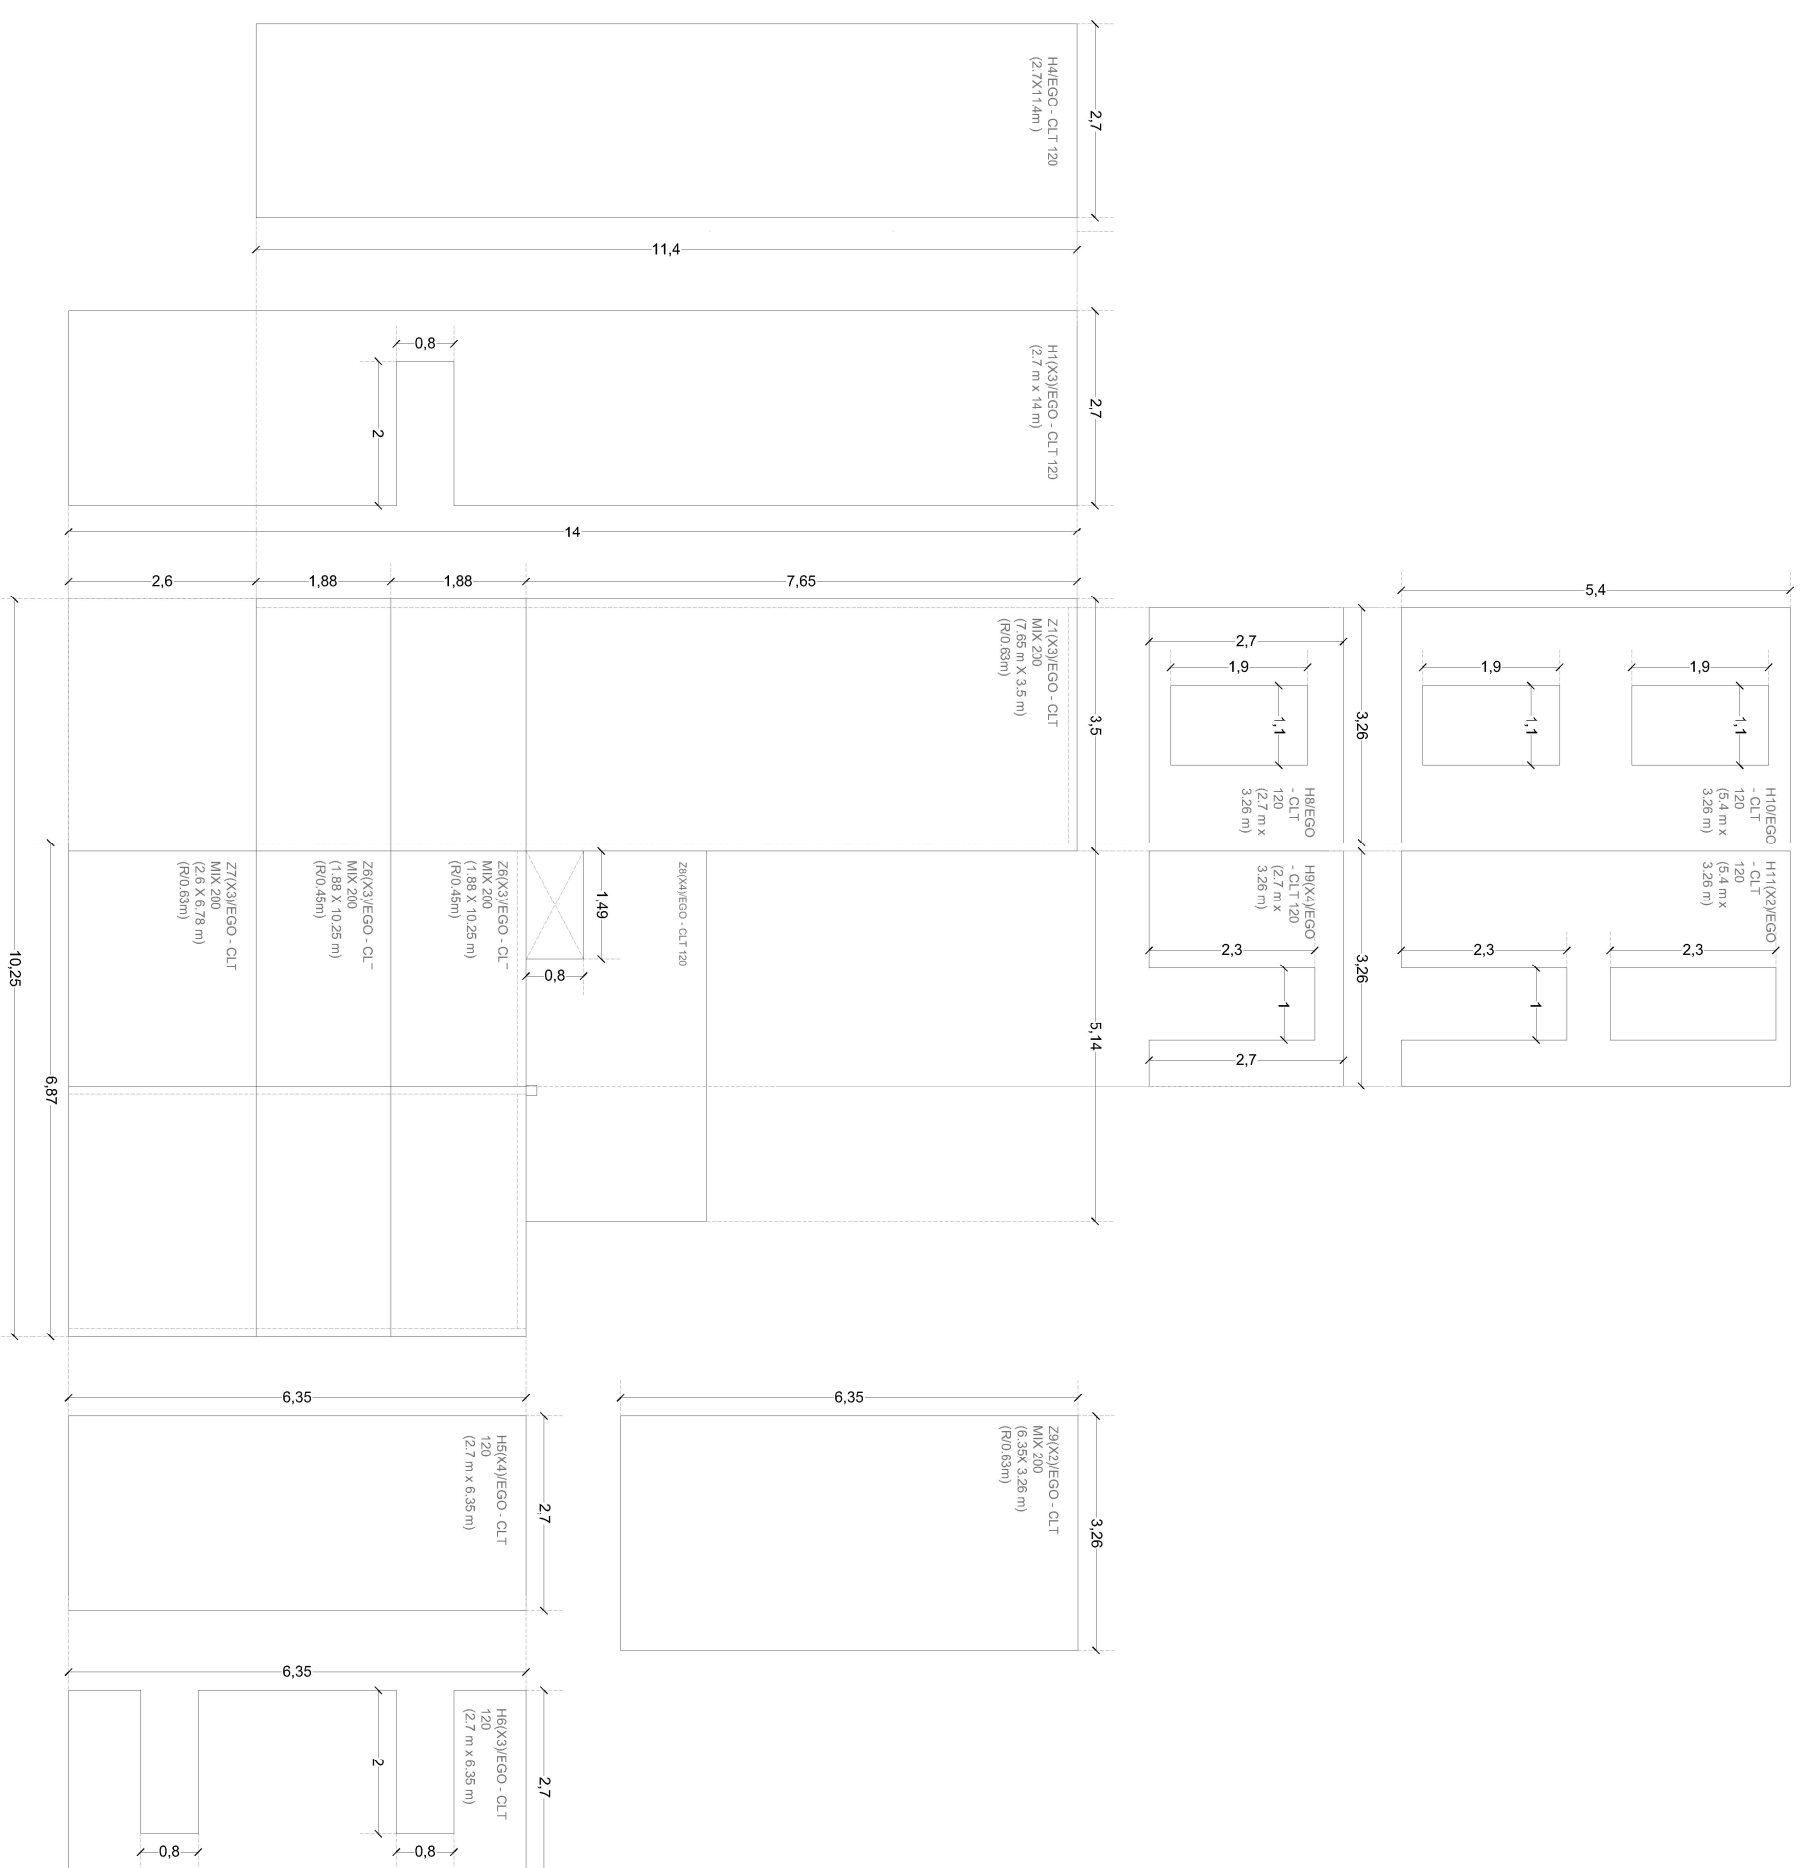 H4/EGO - CLT 120
(2.7X11.4m )
2,7
11,4
0,8
2
H1(X3)/EGO - CLT 120
(2.7 m x 14 m)
2,7
14
2,6
1,88
1,88
7,65
5,4
Z1(X3)/EGO - CLT
MIX 200
(7.65 m X 3.5 m)
(R/0.63m)
3,5
2,7
1,9
1,1
3,26
H8/EGO
- CLT
120
(2.7 m x
3.26 m)
1,9
1,1
1,9
1,1
H10/EGO
- CLT
120
(5.4 m x
3.26 m)
10,25
6,87
Z7(X3)/EGO - CLT
MIX 200
(2.6 X 6.78 m)
(R/0.63m)
Z6(X3)/EGO - CL
MIX 200
(1.88 X 10.25 m)
(R/0.45m)
Z6(X3)/EGO - CL
MIX 200
(1.88 X 10.25 m)
(R/0.45m)
1,49
0,8
Z8(X4)/EGO - CLT 120
5,14
H9(X4)/EGO
- CLT 120
(2.7 m x
3.26 m)
2,3
1
2,7
3,26
H11(X2)/EGO
- CLT
120
(5.4 m x
3.26 m)
2,3
1
2,3
6,35
H5(X4)/EGO - CLT
120
(2.7 m x 6.35 m)
2,7
6,35
Z9(X2)/EGO - CLT
MIX 200
(6.35X 3.26 m)
(R/0.63m)
3,26
6,35
2
H6(X3)/EGO - CLT
120
(2.7 m x 6.35 m)
2,7
0,8
0,8